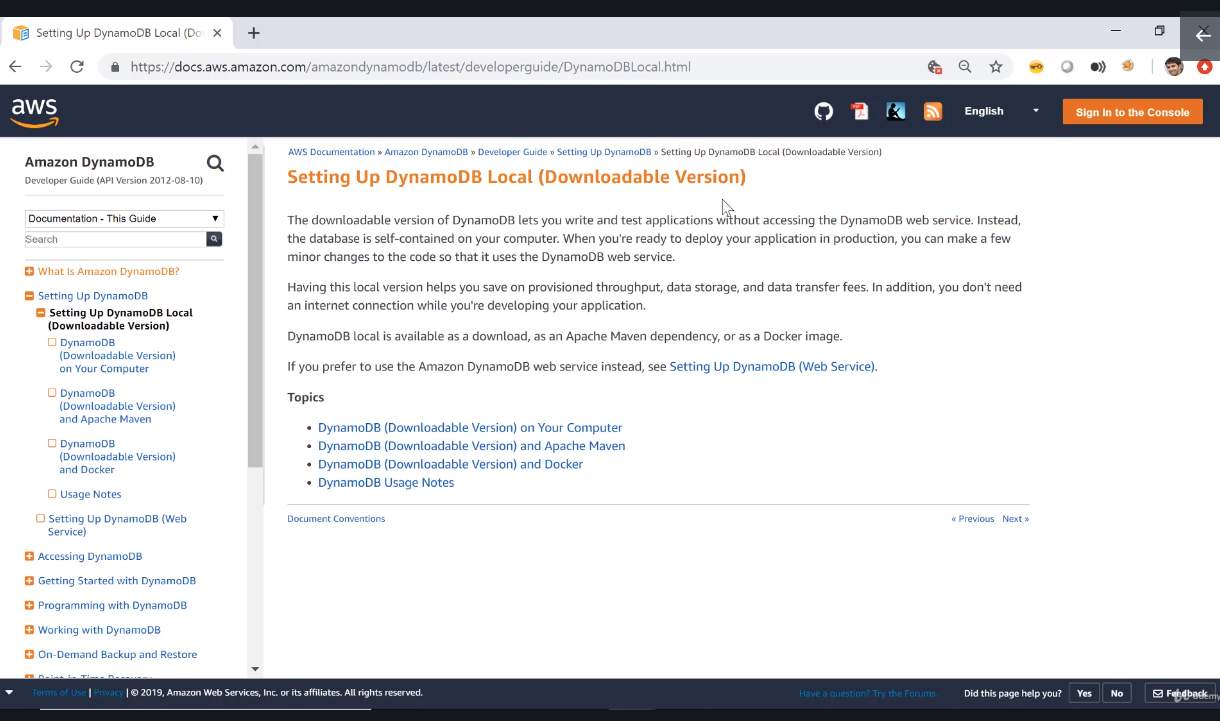 Setting Up DynamoDB Local (Do
https://docs.aws.amazon.com/amazondynamodb/latest/developerguide/DynamoDBLocal.html
aws
English
Sign In to the Console
Amazon DynamoDB
Developer Guide (API Version 2012-08-10)
Documentation - This Guide
Search
What Is Amazon DynamoDB?
Setting Up DynamoDB
Setting Up DynamoDB Local
(Downloadable Version)
DynamoDB
(Downloadable Version)
on Your Computer
DynamoDB
(Downloadable Version)
and Apache Maven
DynamoDB
(Downloadable Version)
and Docker
Usage Notes
Setting Up DynamoDB (Web
Service)
Accessing DynamoDB
Getting Started with DynamoDB
Programming with DynamoDB
Working with DynamoDB
On-Demand Backup and Restore
Point-in-Time Recovery
AWS Documentation » Amazon DynamoDB » Developer Guide » Setting Up DynamoDB » Setting Up DynamoDB Local (Downloadable Version)
Setting Up DynamoDB Local (Downloadable Version)
The downloadable version of DynamoDB lets you write and test applications without accessing the DynamoDB web service. Instead,
the database is self-contained on your computer. When you're ready to deploy your application in production, you can make a few
minor changes to the code so that it uses the DynamoDB web service.
Having this local version helps you save on provisioned throughput, data storage, and data transfer fees. In addition, you don't need
an internet connection while you're developing your application.
DynamoDB local is available as a download, as an Apache Maven dependency, or as a Docker image.
If you prefer to use the Amazon DynamoDB web service instead, see Setting Up DynamoDB (Web Service).
Topics
• DynamoDB (Downloadable Version) on Your Computer
• DynamoDB (Downloadable Version) and Apache Maven
• DynamoDB (Downloadable Version) and Docker
• DynamoDB Usage Notes
Document Conventions
« Previous Next »
Terms of Use | Privacy | © 2019, Amazon Web Services, Inc. or its affiliates. All rights reserved.
Have a question? Try the Forums.
Did this page help you?
Yes
No
Feedback
Udemy